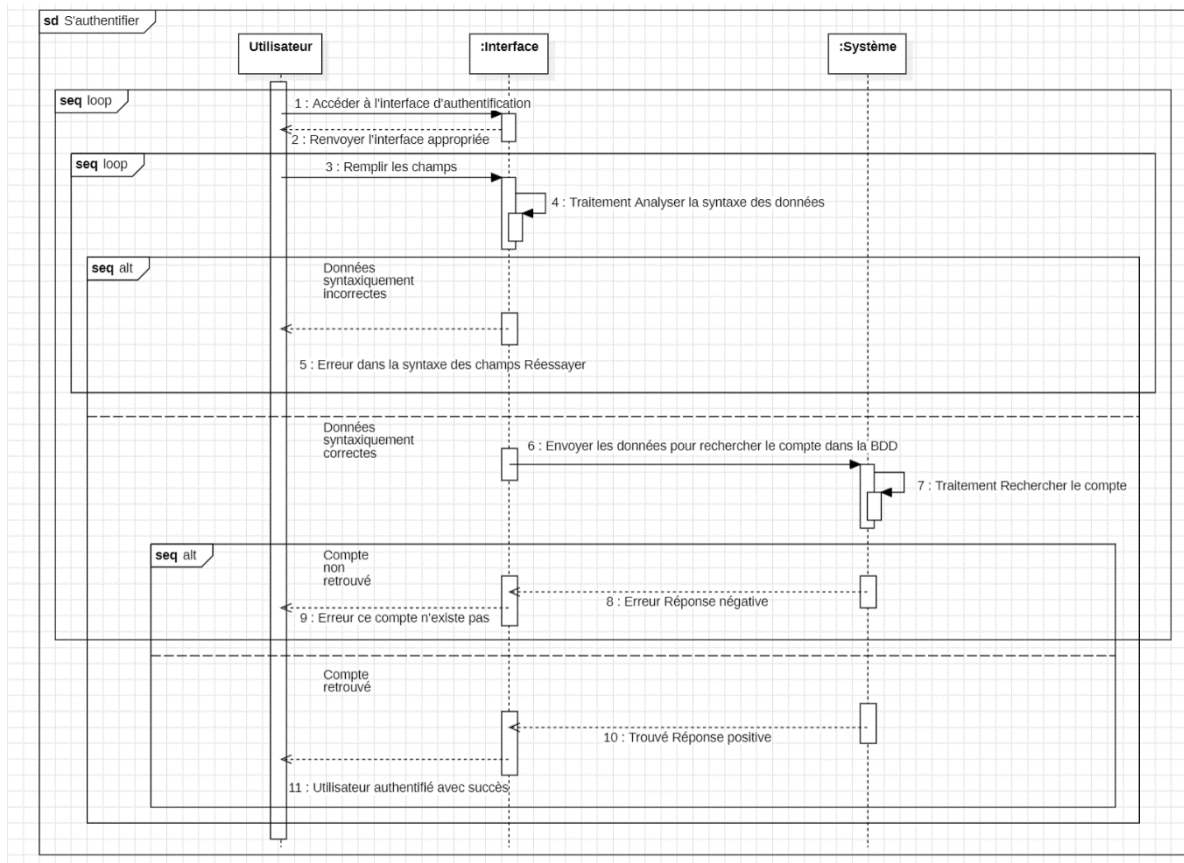 sd S'authentifier
Utilisateur
:Interface
:Système
seq loop
1 : Accéder à l'interface d'authentification
2 : Renvoyer l'interface appropriée
seq loop
3 : Remplir les champs
4 : Traitement Analyser la syntaxe des données
seq alt
Données
syntaxiquement
incorrectes
5 : Erreur dans la syntaxe des champs Réessayer
Données
syntaxiquement
correctes
6 : Envoyer les données pour rechercher le compte dans la BDD
7 : Traitement Rechercher le compte
seq alt
Compte
non
retrouvé
8 : Erreur Réponse négative
9 : Erreur ce compte n'existe pas
Compte
retrouvé
10 : Trouvé Réponse positive
11 : Utilisateur authentifié avec succès